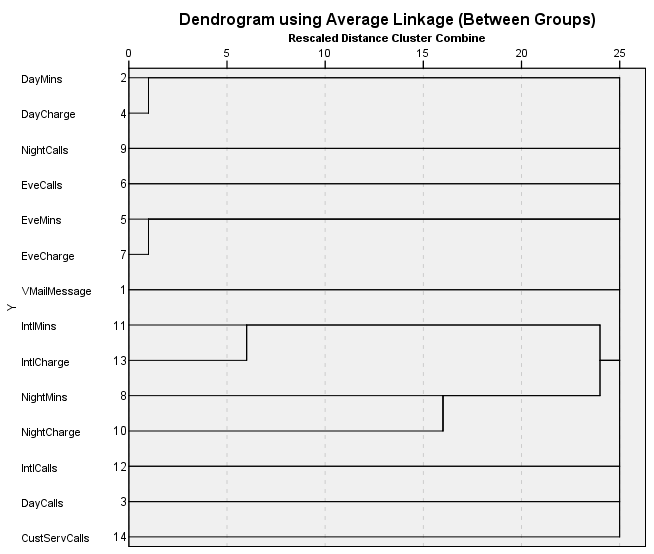 Dendrogram using Average Linkage (Between Groups)
Rescaled Distance Cluster Combine
0 5 10 15 20 25
DayMins 2
DayCharge 4
NightCalls 9
EveCalls 6
EveMins 5
EveCharge 7
VMailMessage 1
Y
IntlMins 11
IntlCharge 13
NightMins 8
NightCharge 10
IntlCalls 12
DayCalls 3
CustServCalls 14